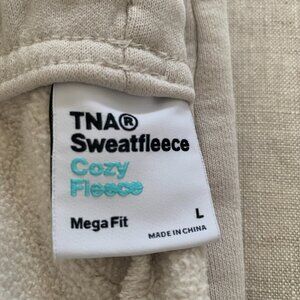 TNA®
Sweatfleece
Cozy
Fleece
Mega Fit
L
MADE IN CHINA